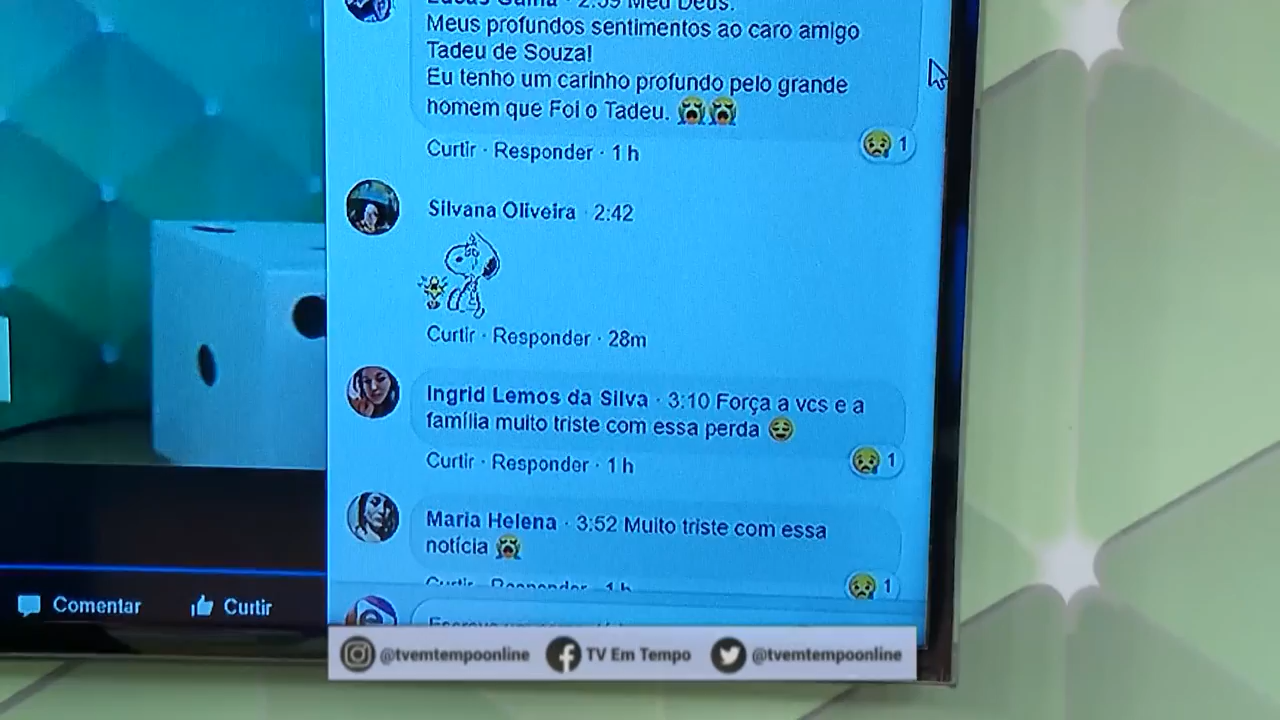 Lucas Gama · 2:59 Meu Deus.
Meus profundos sentimentos ao caro amigo
Tadeu de Souza!
Eu tenho um carinho profundo pelo grande
homem que Foi o Tadeu. 😭😭
Curtir · Responder · 1 h
1
Silvana Oliveira · 2:42
Curtir · Responder · 28m
Ingrid Lemos da Silva · 3:10 Força a vcs e a
família muito triste com essa perda 😔
Curtir · Responder · 1 h
1
Maria Helena · 3:52 Muito triste com essa
notícia 😭
Curtir · Responder · 1 h
1
Comentar
Curtir
@tvemtempoonline
TV Em Tempo
@tvemtempoonline